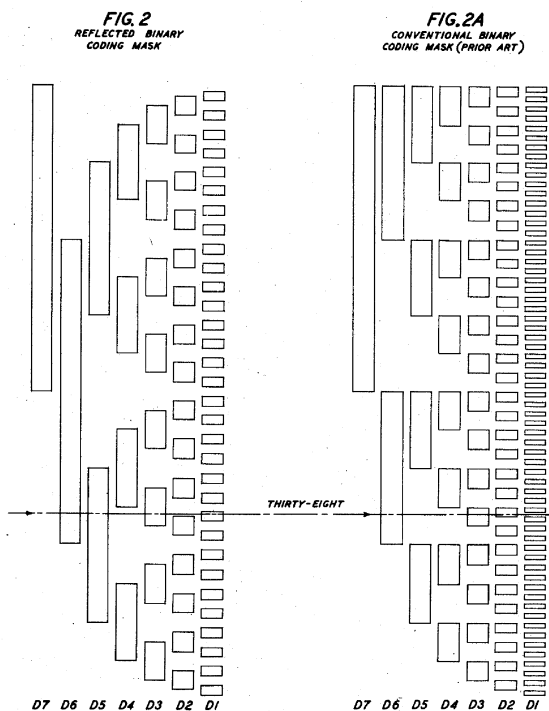 FIG. 2
REFLECTED BINARY
CODING MASK
FIG. 2A
CONVENTIONAL BINARY
CODING MASK (PRIOR ART)
THIRTY-EIGHT
D7 D6 D5 D4 D3 D2 D1
D7 D6 D5 D4 D3 D2 D1